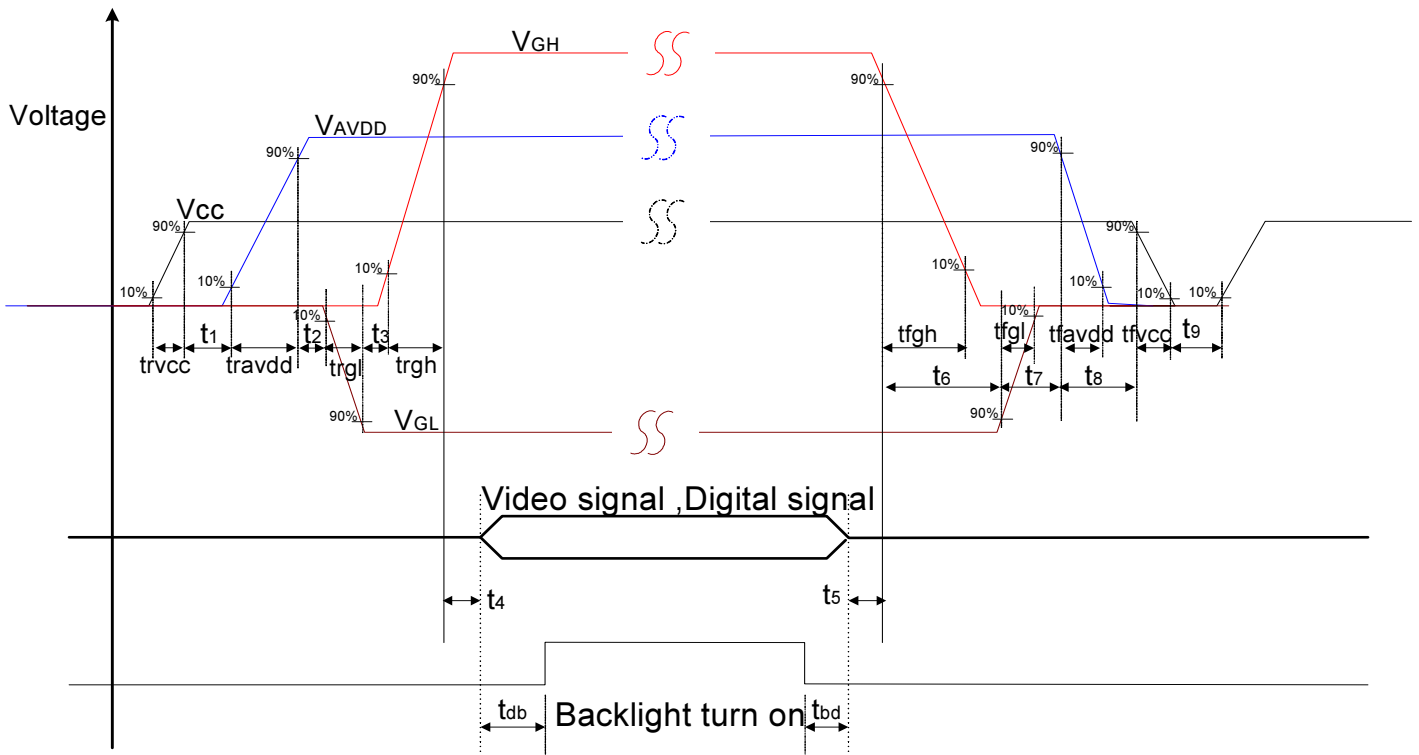 VGH
90%
90%
Voltage
VAVDD
90%
90%
VCC
90%
90%
10%
10%
10%
10%
10%
10%
10%
10%
10%
10%
t1
t2
t3
trvcc
travdd
trgl
trgh
tfgh
tfgl
tfavdd
tfvcc
t9
t6
t7
t8
90%
VGL
90%
Video signal ,Digital signal
t4
t5
tdb
Backlight turn on
tbd